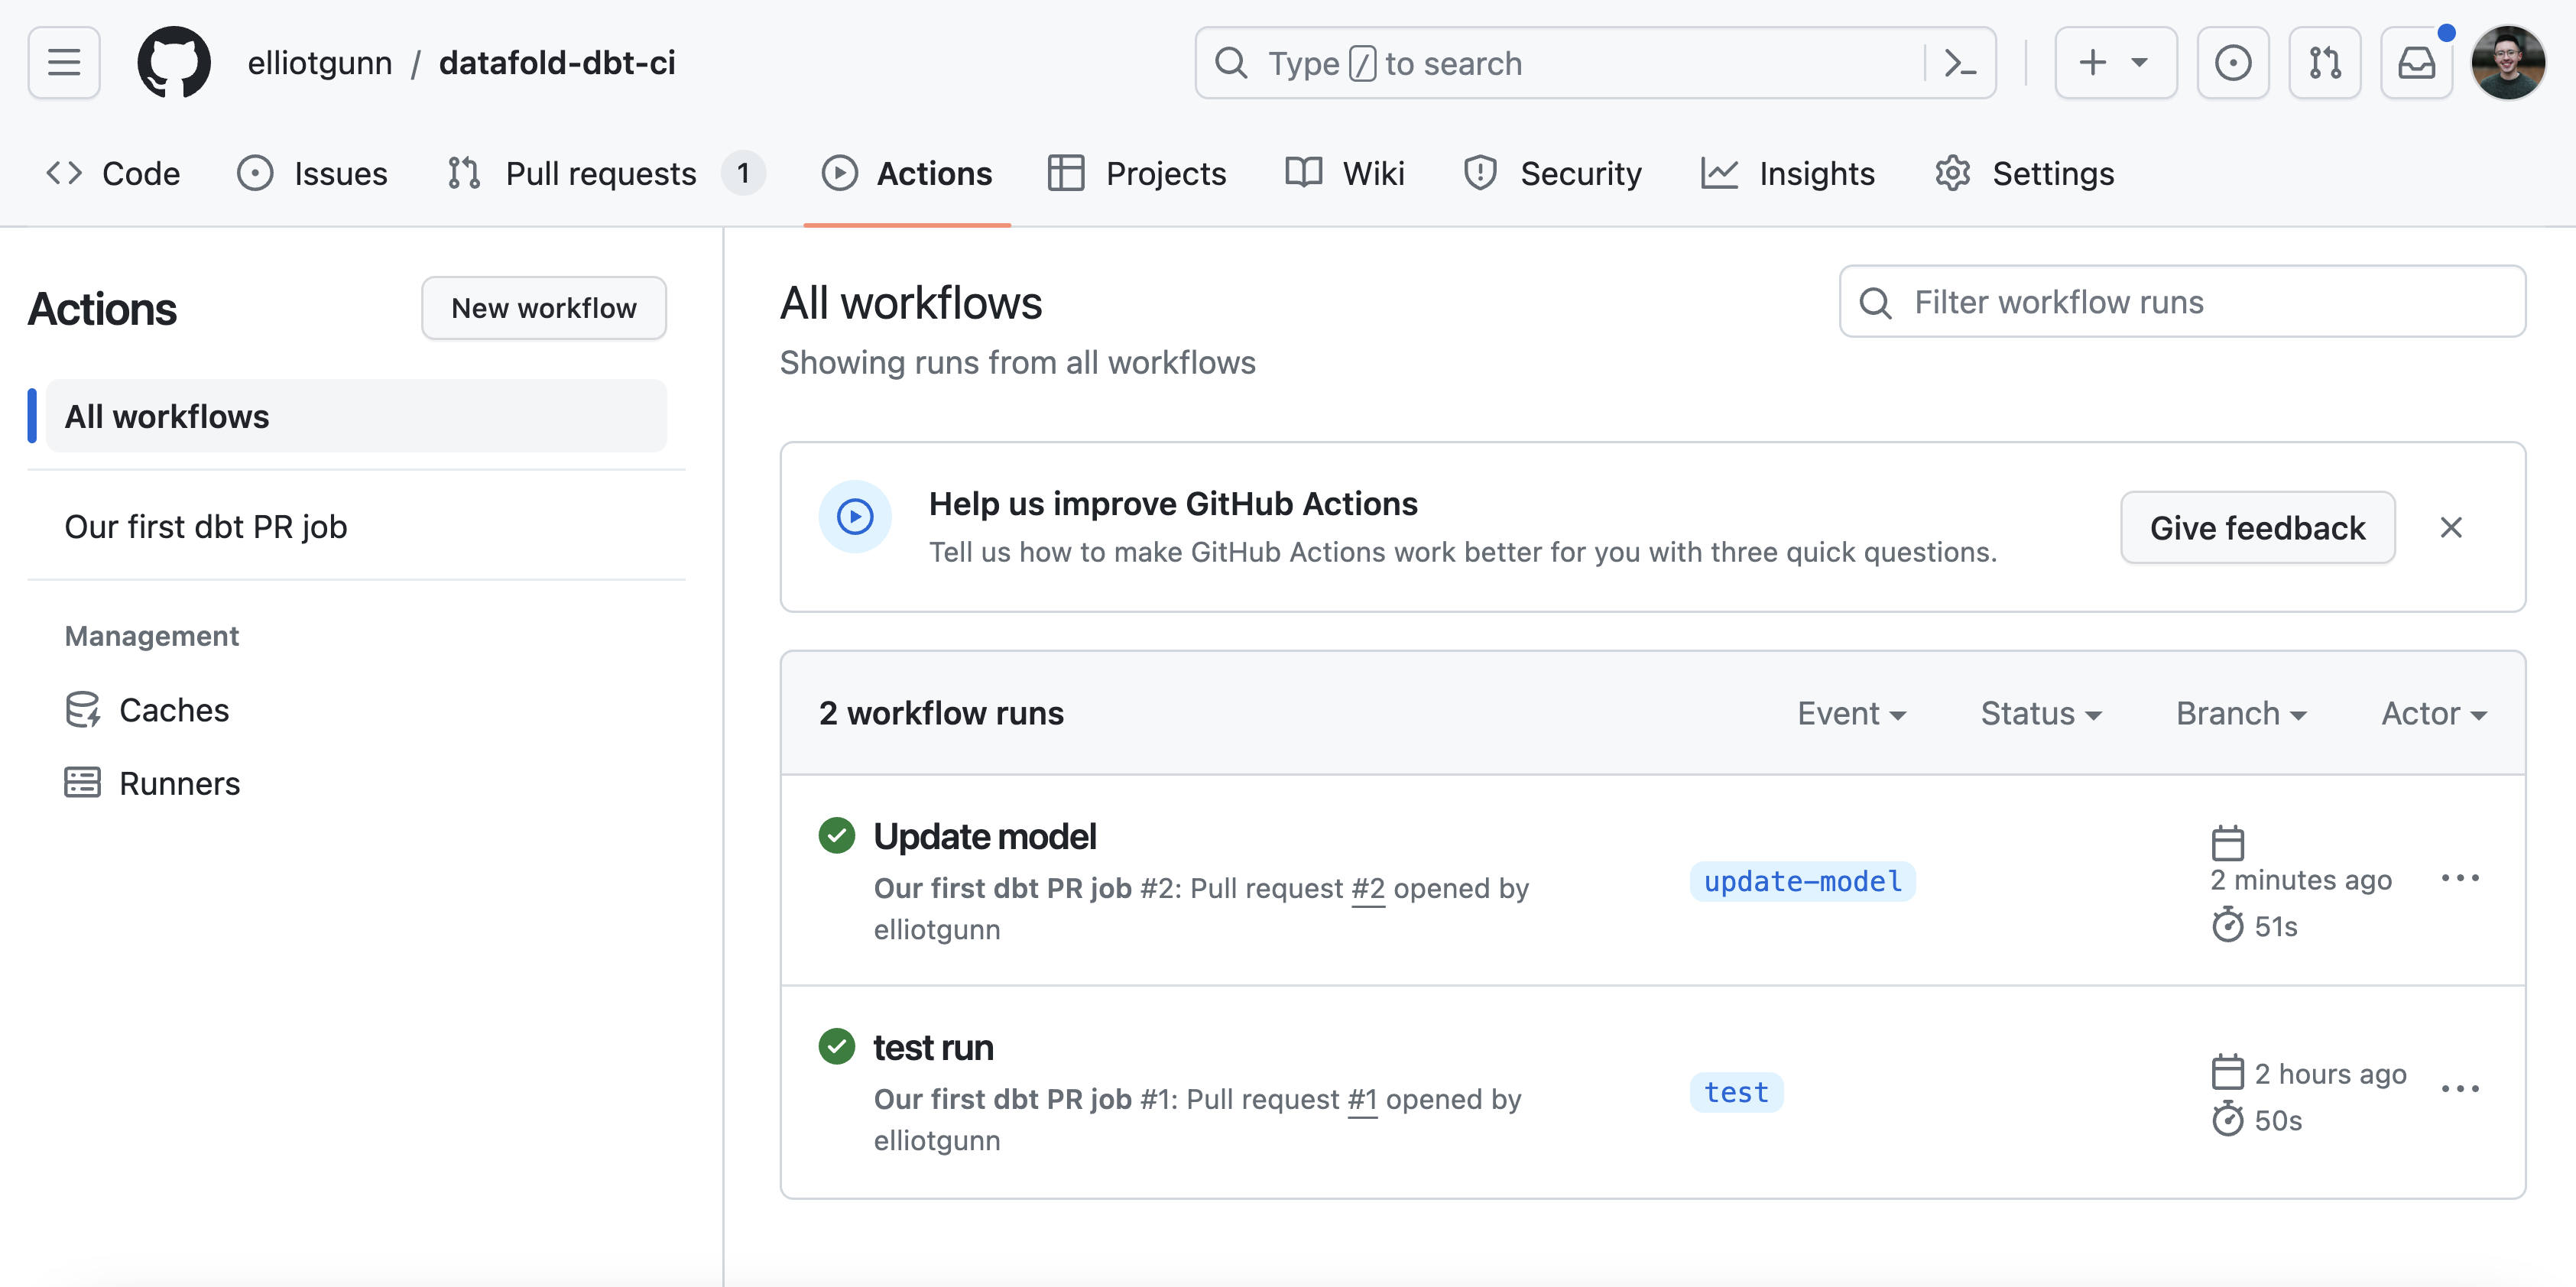 elliotgunn / datafold-dbt-ci
Type / to search
Code
Issues
Pull requests 1
Actions
Projects
Wiki
Security
Insights
Settings
Actions
New workflow
All workflows
Our first dbt PR job
Management
Caches
Runners
All workflows
Showing runs from all workflows
Filter workflow runs
Help us improve GitHub Actions
Tell us how to make GitHub Actions work better for you with three quick questions.
Give feedback
2 workflow runs
Event
Status
Branch
Actor
Update model
Our first dbt PR job #2: Pull request #2 opened by
elliotgunn
update-model
2 minutes ago
51s
test run
Our first dbt PR job #1: Pull request #1 opened by
elliotgunn
test
2 hours ago
50s